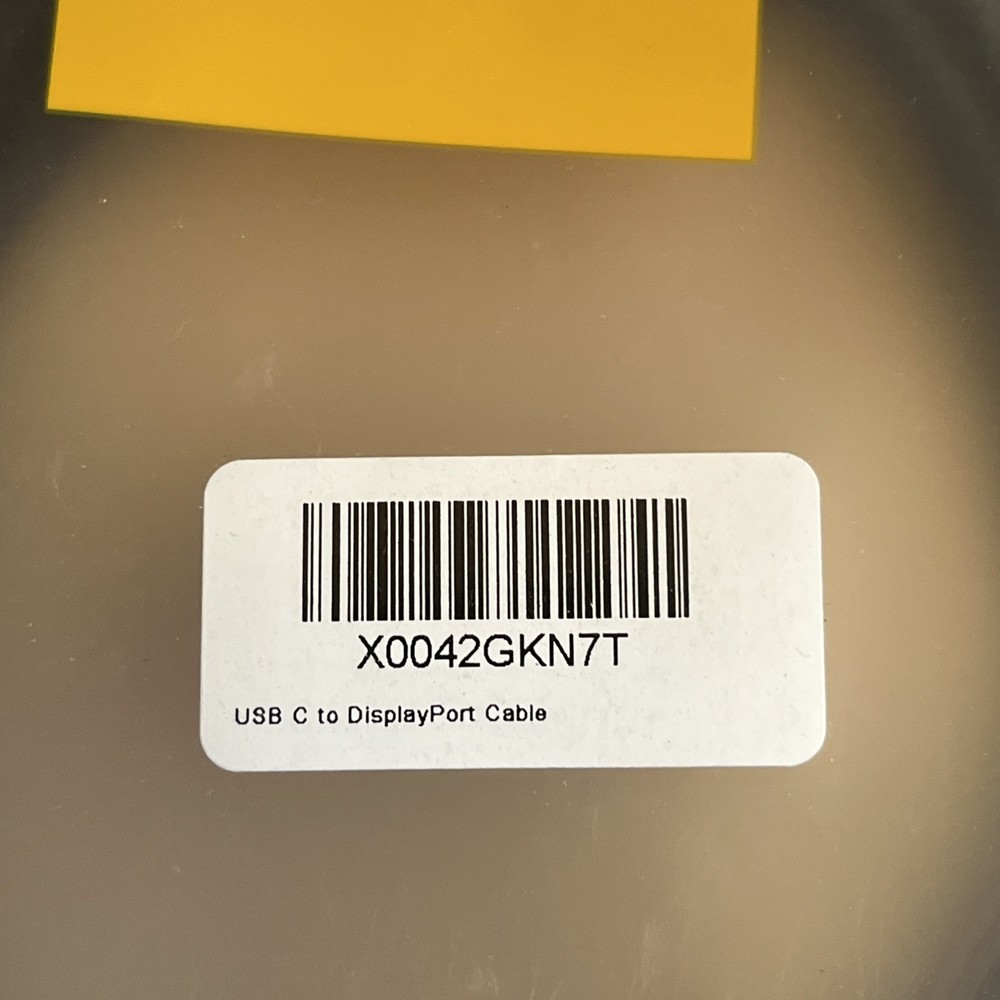 X0042GKN7T
USB C to DisplayPort Cable